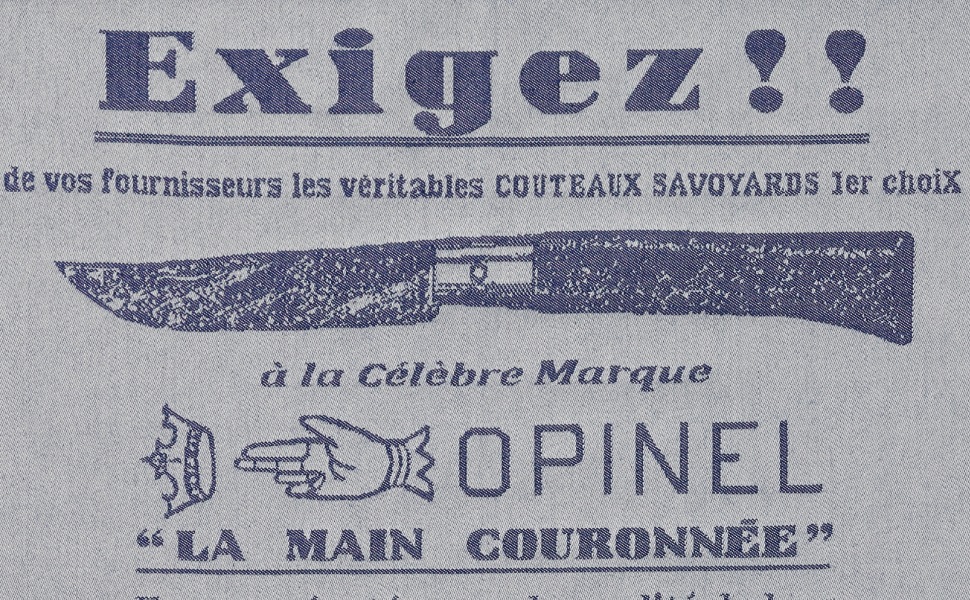 Exigez!!
de vos fournisseurs les véritables COUTEAUX SAVOYARDS 1er choiX
à la Célèbre Marque
OPINEL
“LA MAIN COURONNÉE”